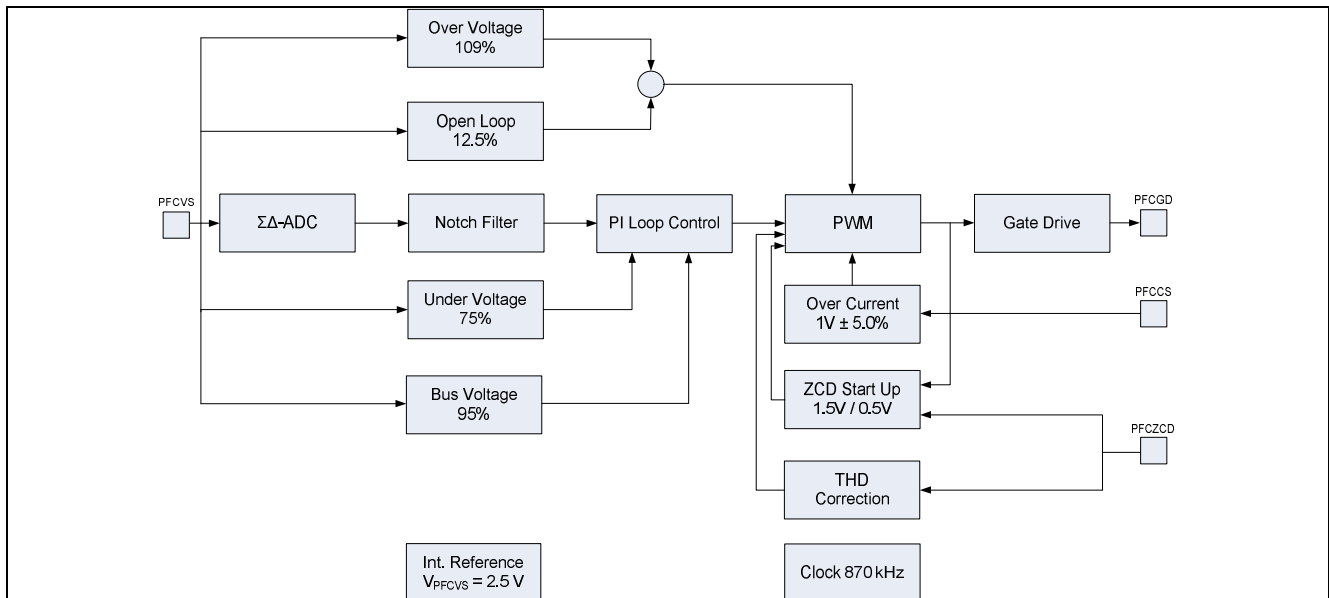 Over Voltage
109%
Open Loop
12.5%
PFCVS
ΣΔ-ADC
Notch Filter
PI Loop Control
PWM
Gate Drive
PFCGD
Under Voltage
75%
Over Current
1V ± 5.0%
PFCCS
Bus Voltage
95%
ZCD Start Up
1.5V / 0.5V
PFCZCD
THD
Correction
Int. Reference
VPFCVS = 2.5 V
Clock 870 kHz